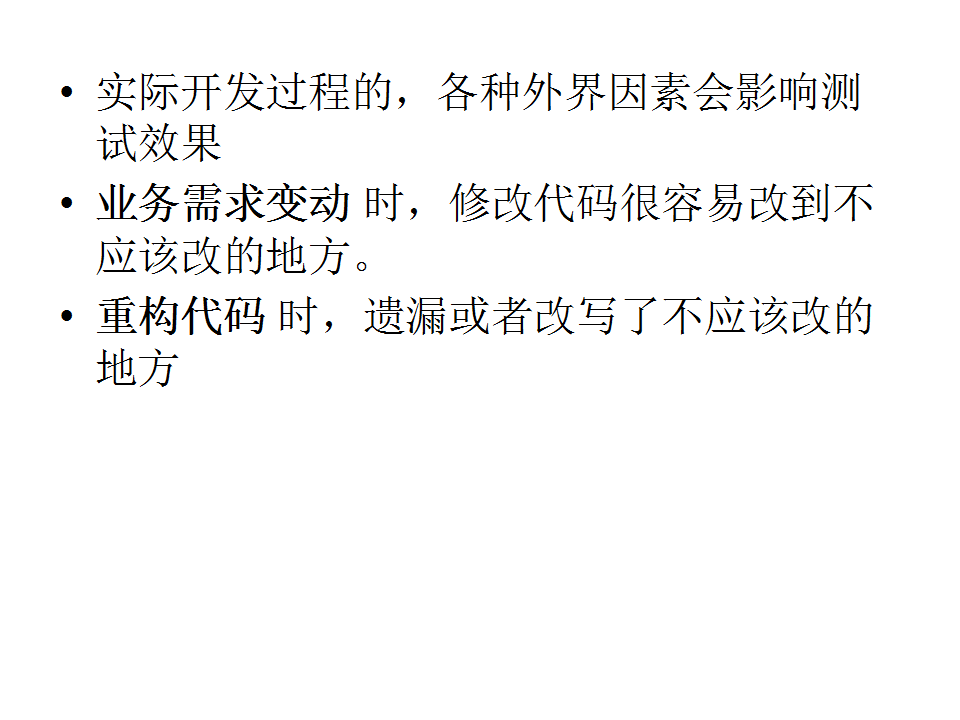 • 实际开发过程的，各种外界因素会影响测
试效果
• 业务需求变动 时，修改代码很容易改到不
应该改的地方。
• 重构代码 时，遗漏或者改写了不应该改的
地方